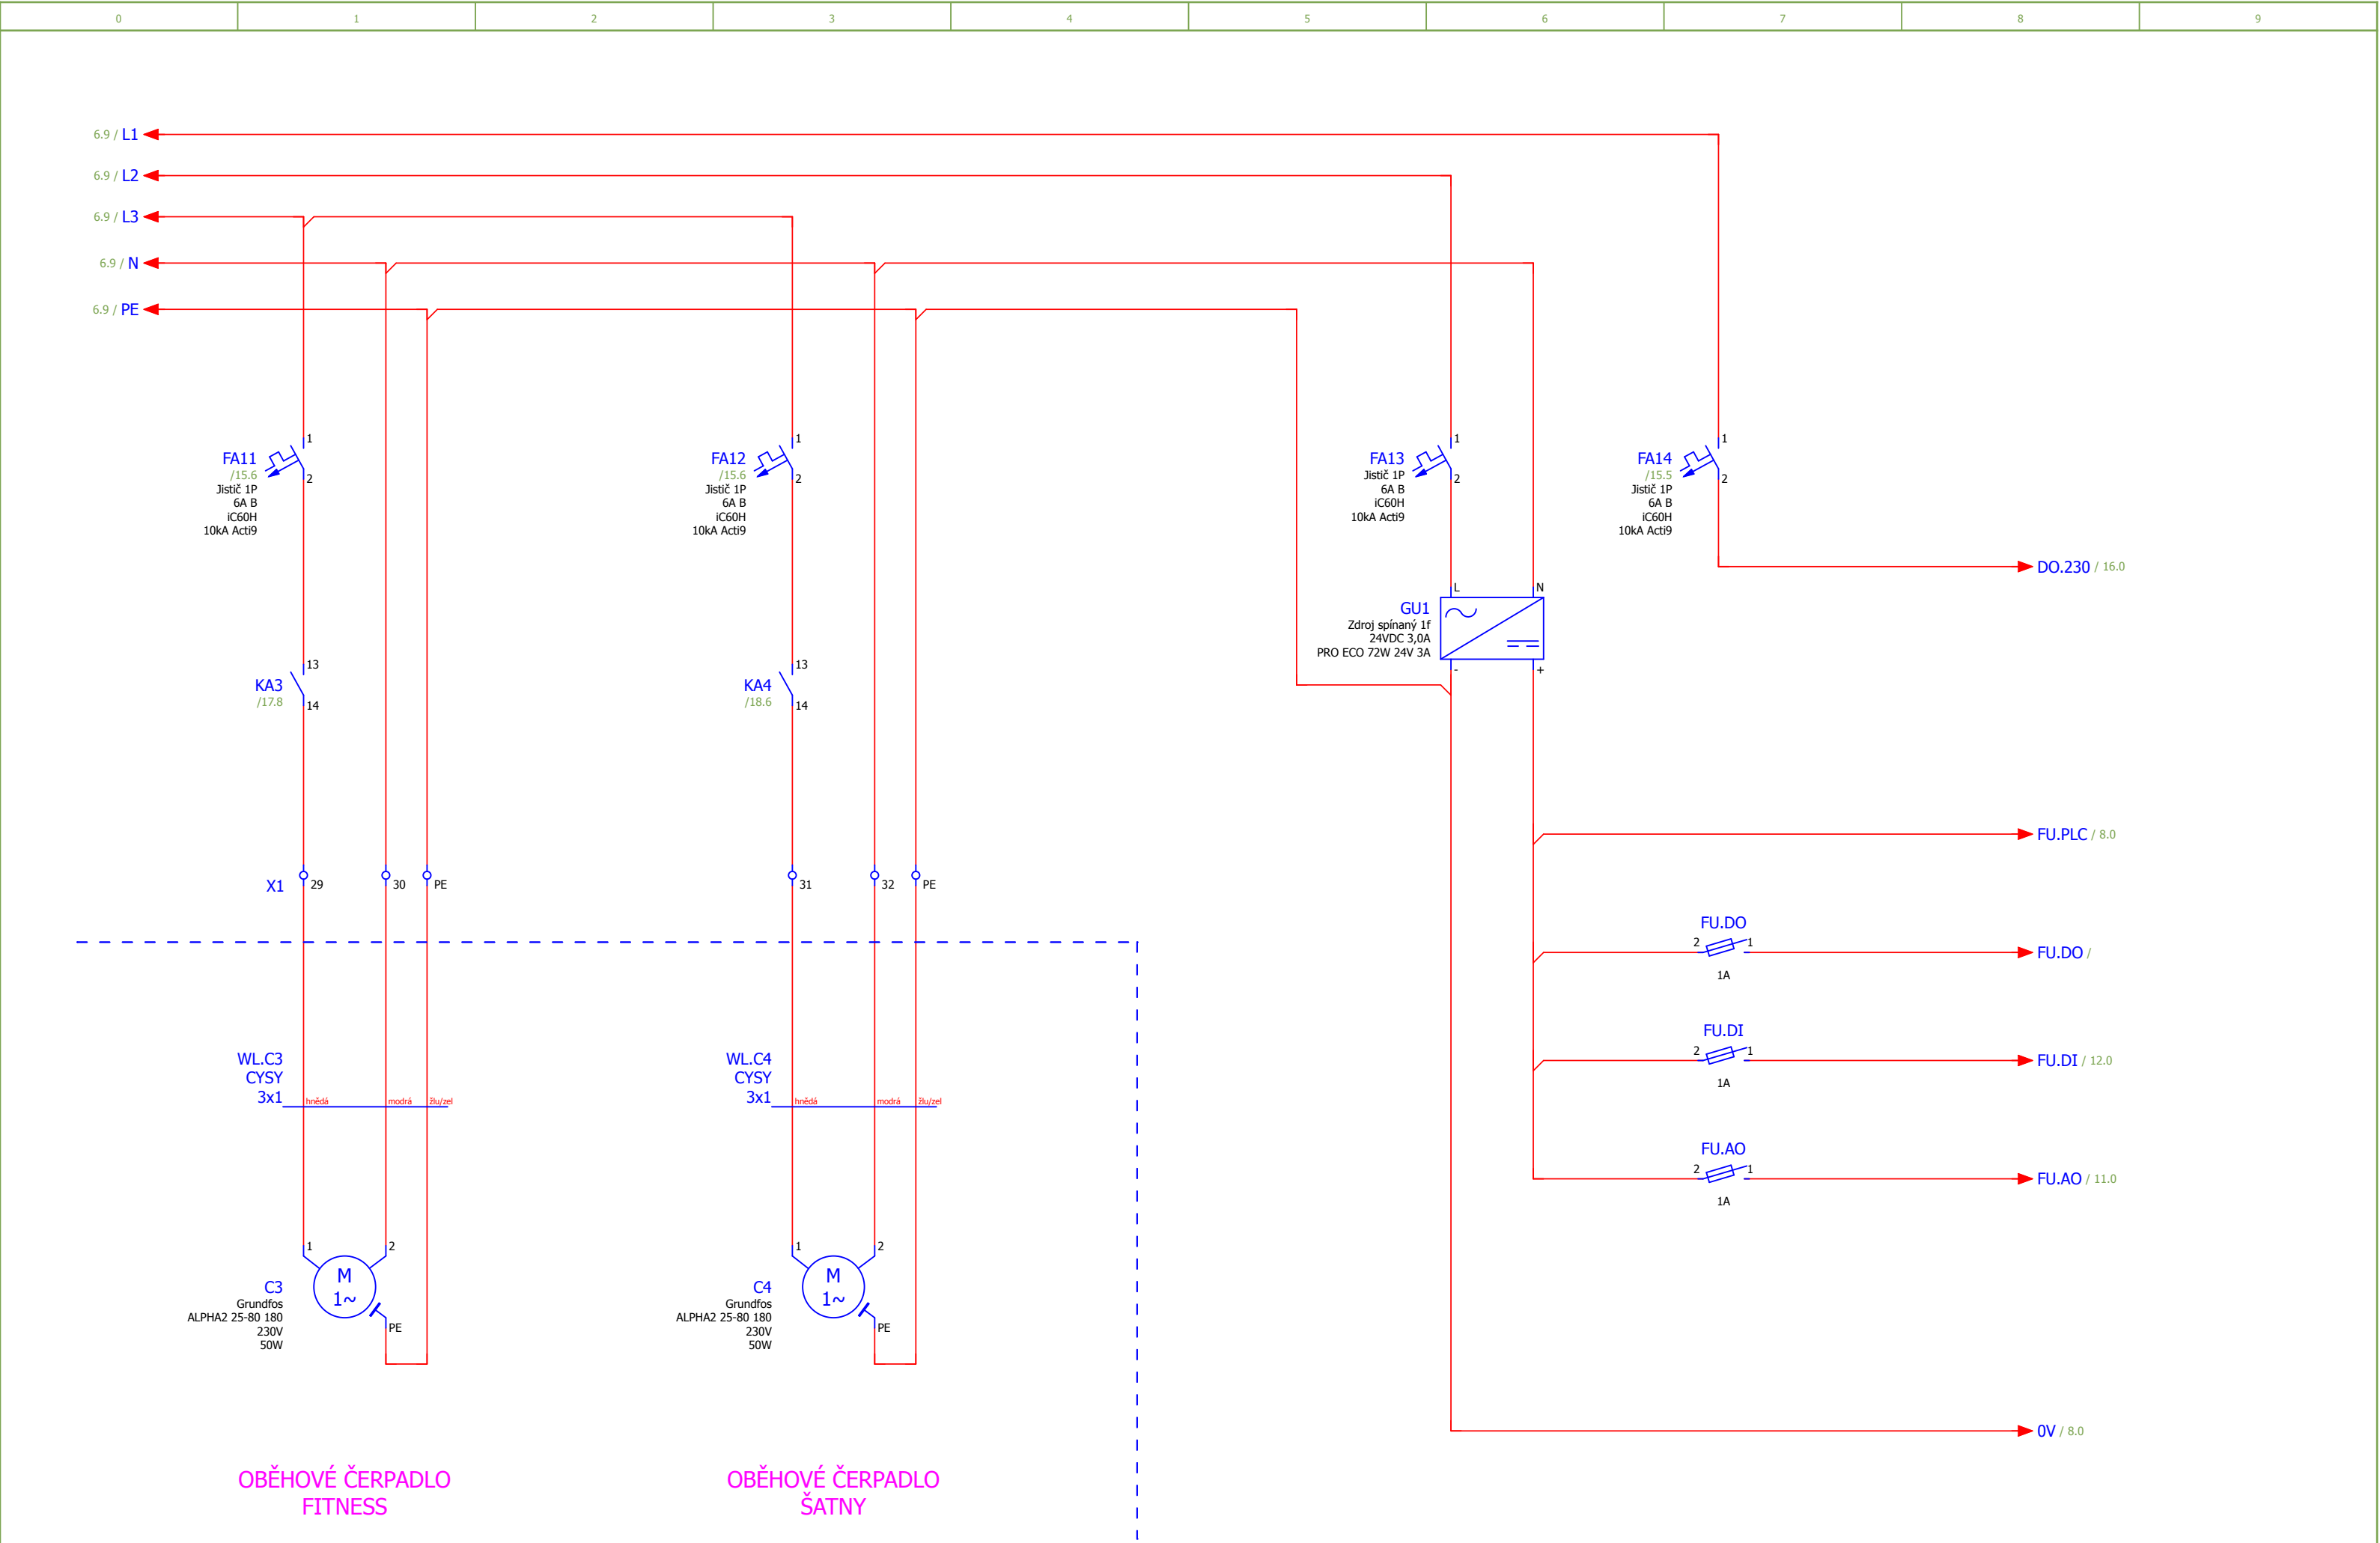 0 1 2 3 4 5 6 7 8 9
6.9 / L1
6.9 / L2
6.9 / L3
6.9 / N
6.9 / PE
FA11
/15.6
Jistič 1P
6A B
iC60H
10kA Acti9
1
2
FA12
/15.6
Jistič 1P
6A B
iC60H
10kA Acti9
1
2
FA13
Jistič 1P
6A B
iC60H
10kA Acti9
1
2
FA14
/15.5
Jistič 1P
6A B
iC60H
10kA Acti9
1
2
DO.230 / 16.0
GU1
Zdroj spínaný 1f
24VDC 3,0A
PRO ECO 72W 24V 3A
L
N
-
+
KA3
/17.8
13
14
KA4
/18.6
13
14
FU.PLC / 8.0
X1
29
30
PE
31
32
PE
FU.DO
2
1
1A
FU.DO /
FU.DI
2
1
1A
FU.DI / 12.0
FU.AO
2
1
1A
FU.AO / 11.0
WL.C3
CYSY
3x1
hnědá
modrá
žlu/zel
WL.C4
CYSY
3x1
hnědá
modrá
žlu/zel
1
2
M
1~
PE
C3
Grundfos
ALPHA2 25-80 180
230V
50W
1
2
M
1~
PE
C4
Grundfos
ALPHA2 25-80 180
230V
50W
0V / 8.0
OBĚHOVÉ ČERPADLO
FITNESS
OBĚHOVÉ ČERPADLO
ŠATNY